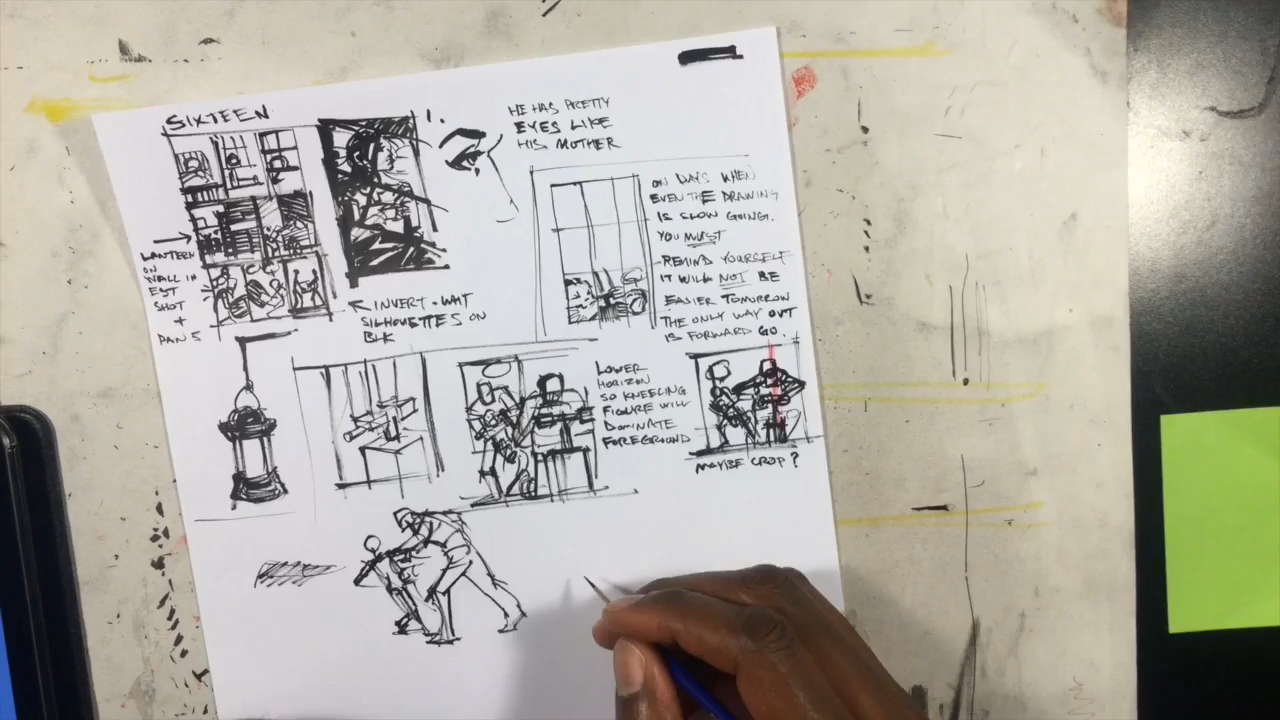 SIXTEEN
1.
HE HAS PRETTY
EYES LIKE
HIS MOTHER
ON DAYS WHEN
EVEN THE DRAWING
IS SLOW GOING.
YOU MUST
REMIND YOURSELF
IT WILL NOT BE
EASIER TOMORROW
THE ONLY WAY OUT
IS FORWARD GO.
LANTERN
ON
WALL IN
EST
SHOT
+
PAN 5
INVERT - WAIT
SILHOUETTES ON
BLK
LOWER
HORIZON
SO KNEELING
FIGURE WILL
DOMINATE
FOREGROUND
MAYBE CROP?